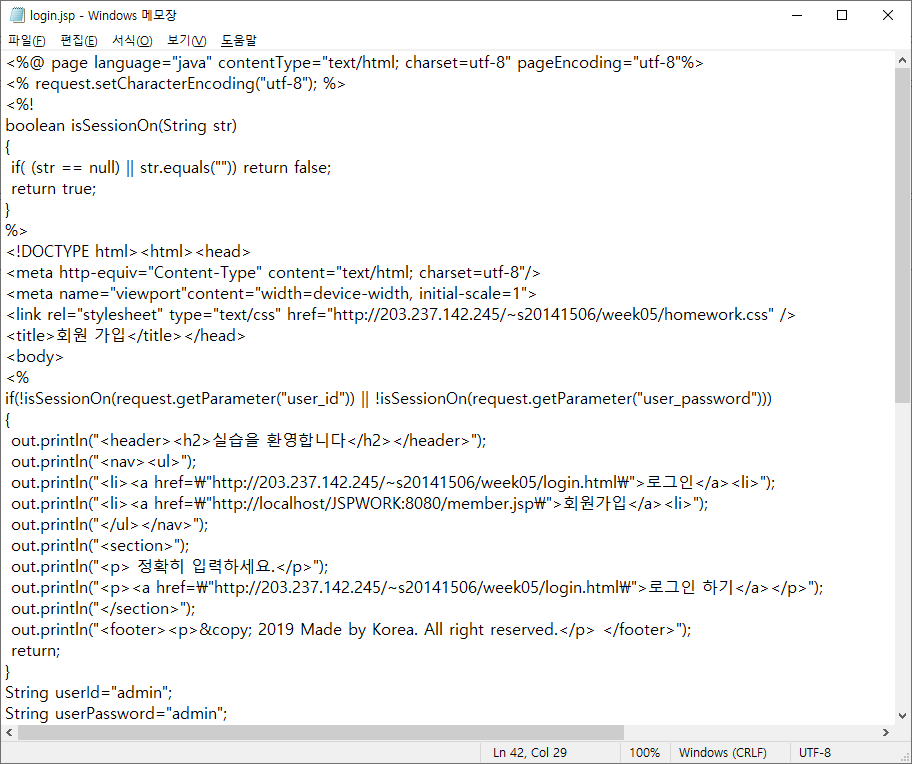 login.jsp - Windows 메모장
파일(F) 편집(E) 서식(O) 보기(V) 도움말
<%@ page language="java" contentType="text/html; charset=utf-8" pageEncoding="utf-8"%>
<% request.setCharacterEncoding("utf-8"); %>
<%!
boolean isSessionOn(String str)
{
 if( (str == null) || str.equals("")) return false;
 return true;
}
%>
<!DOCTYPE html><html><head>
<meta http-equiv="Content-Type" content="text/html; charset=utf-8"/>
<meta name="viewport"content="width=device-width, initial-scale=1">
<link rel="stylesheet" type="text/css" href="http://203.237.142.245/~s20141506/week05/homework.css" />
<title>회원 가입</title></head>
<body>
<%
if(!isSessionOn(request.getParameter("user_id")) || !isSessionOn(request.getParameter("user_password")))
{
 out.println("<header><h2>실습을 환영합니다</h2></header>");
 out.println("<nav><ul>");
 out.println("<li><a href=₩"http://203.237.142.245/~s20141506/week05/login.html₩">로그인</a><li>");
 out.println("<li><a href=₩"http://localhost/JSPWORK:8080/member.jsp₩">회원가입</a><li>");
 out.println("</ul></nav>");
 out.println("<section>");
 out.println("<p> 정확히 입력하세요.</p>");
 out.println("<p><a href=₩"http://203.237.142.245/~s20141506/week05/login.html₩">로그인 하기</a></p>");
 out.println("</section>");
 out.println("<footer><p>&copy; 2019 Made by Korea. All right reserved.</p> </footer>");
 return;
}
String userId="admin";
String userPassword="admin";
Ln 42, Col 29 100% Windows (CRLF) UTF-8